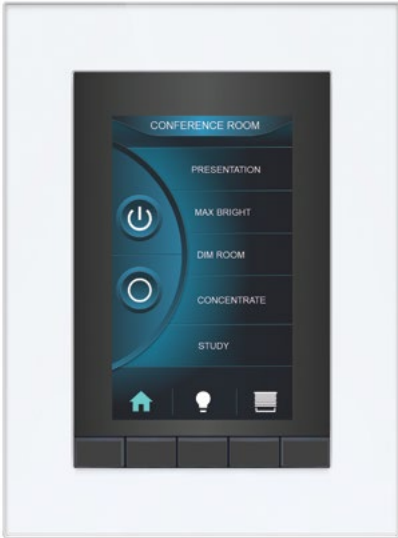 CONFERENCE ROOM
PRESENTATION
MAX BRIGHT
DIM ROOM
CONCENTRATE
STUDY